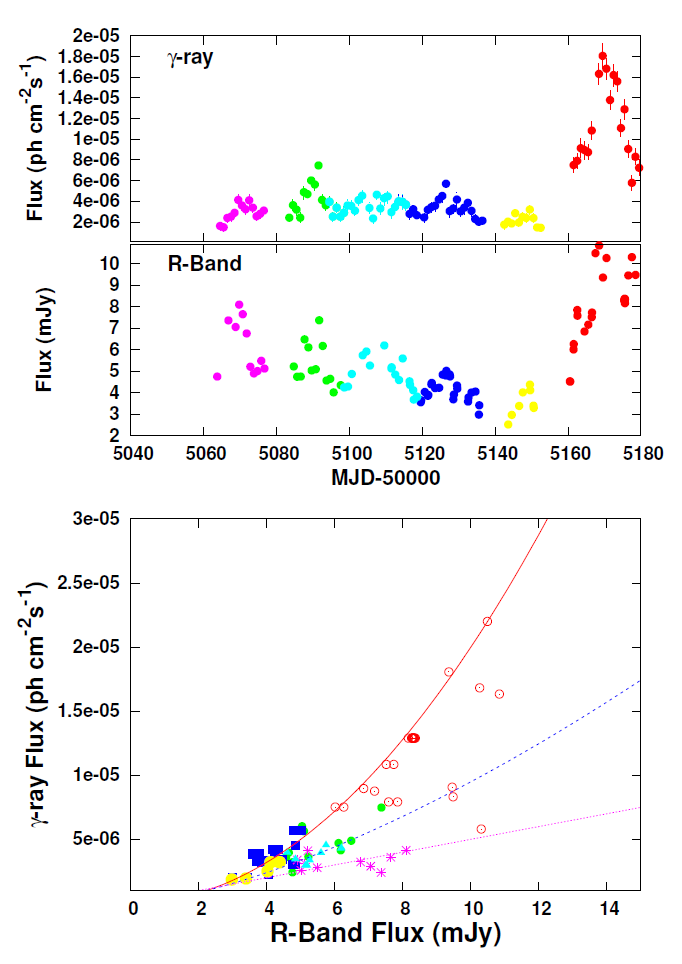 2e-05
1.8e-05
1.6e-05
1.4e-05
1.2e-05
1e-05
8e-06
6e-06
4e-06
2e-06
Flux (ph cm⁻²s⁻¹)
γ-ray
10
9
8
7
6
5
4
3
2
Flux (mJy)
R-Band
5040 5060 5080 5100 5120 5140 5160 5180
MJD-50000
3e-05
2.5e-05
2e-05
1.5e-05
1e-05
5e-06
γ-ray Flux (ph cm⁻²s⁻¹)
0 2 4 6 8 10 12 14
R-Band Flux (mJy)